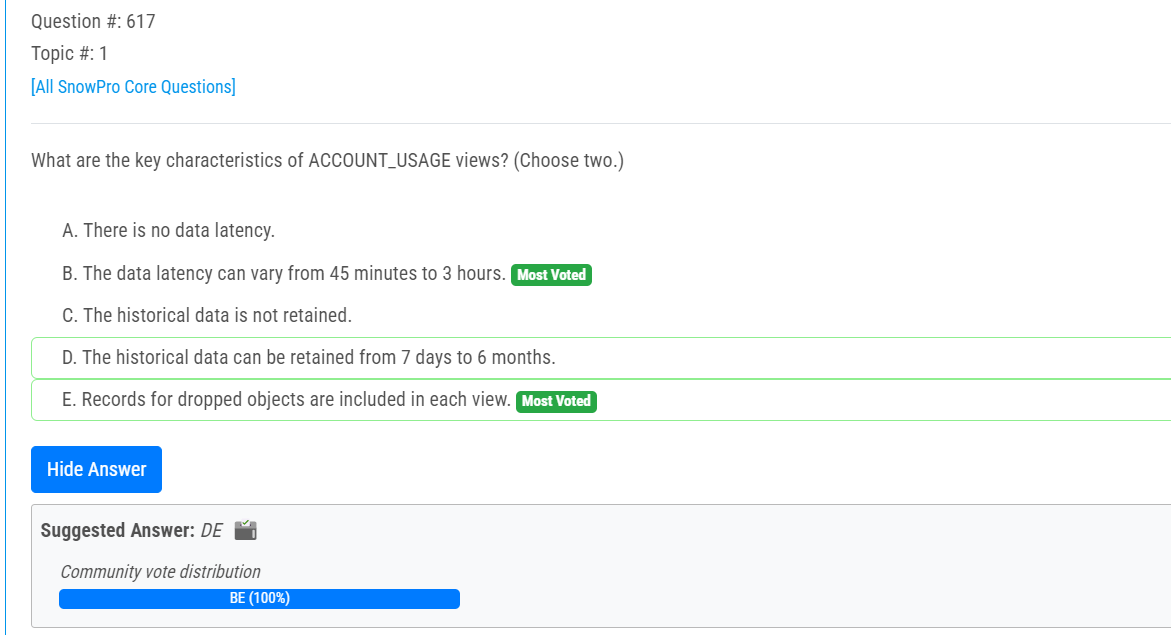 Question #: 617
Topic #: 1
[All SnowPro Core Questions]
What are the key characteristics of ACCOUNT_USAGE views? (Choose two.)
A. There is no data latency.
B. The data latency can vary from 45 minutes to 3 hours. Most Voted
C. The historical data is not retained.
D. The historical data can be retained from 7 days to 6 months.
E. Records for dropped objects are included in each view. Most Voted
Hide Answer
Suggested Answer: DE
Community vote distribution
BE (100%)